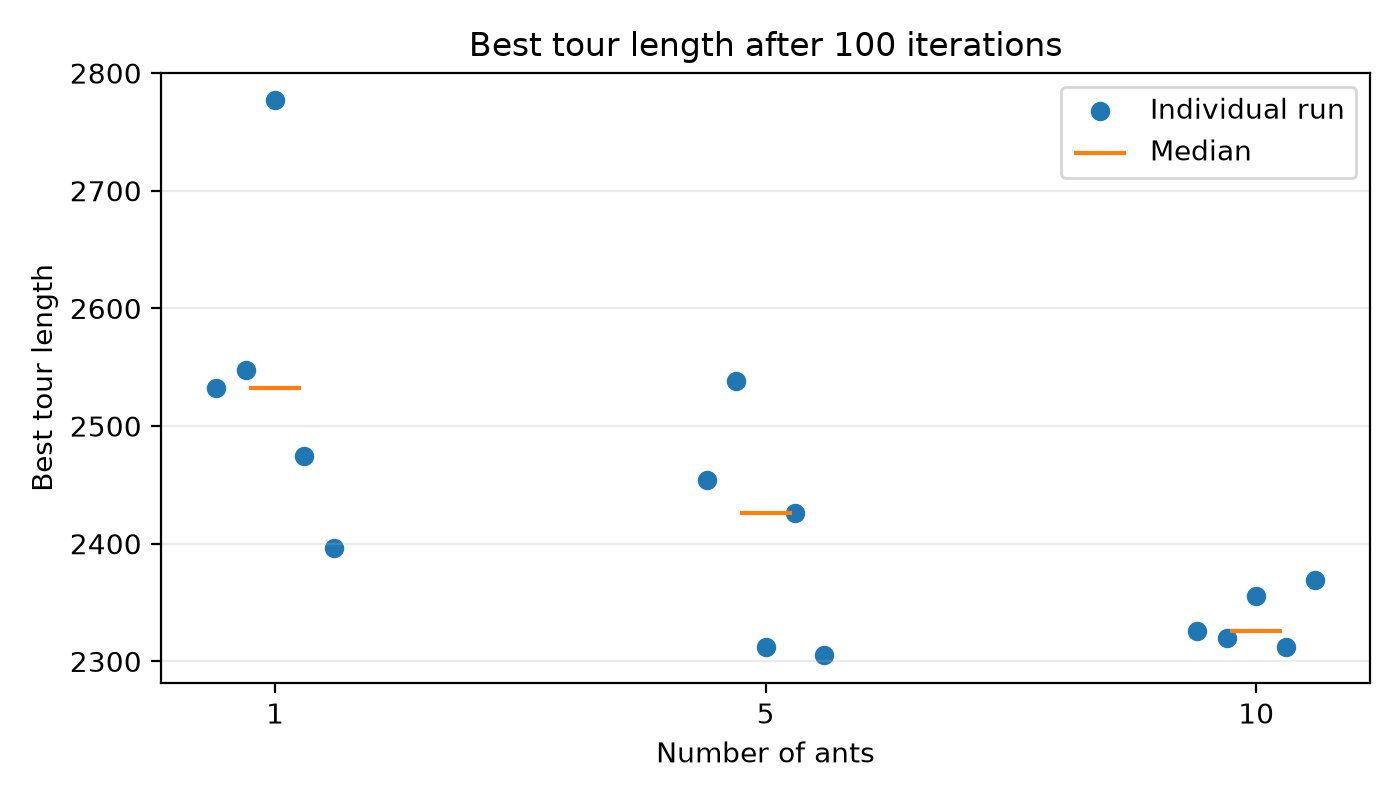 Best tour length after 100 iterations
Individual run
Median
Best tour length
2800
2700
2600
2500
2400
2300
1
5
10
Number of ants